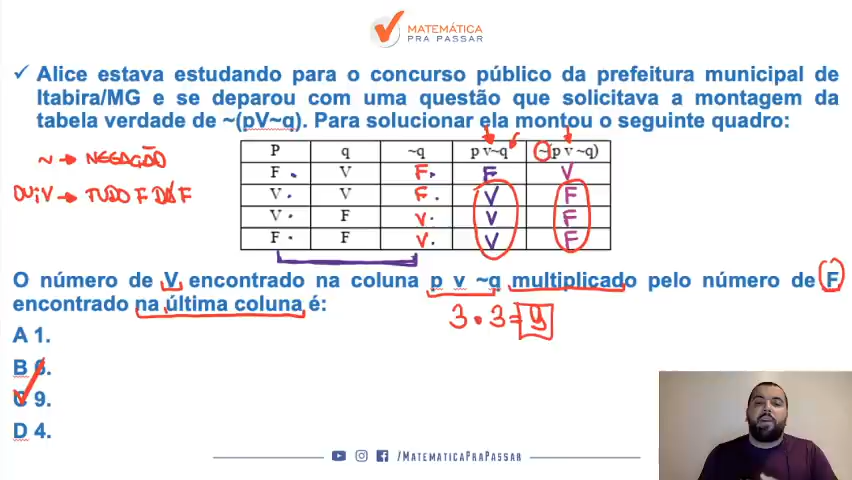 MATEMÁTICA
PRA PASSAR
✓ Alice estava estudando para o concurso público da prefeitura municipal de
Itabira/MG e se deparou com uma questão que solicitava a montagem da
tabela verdade de ~(pV~q). Para solucionar ela montou o seguinte quadro:
~ → NEGAÇÃO
OU: V → TUDO F DÁ F
P q ~q p v~q ~(p v ~q)
F V F F V
V V F V F
V F V V F
F F V V F
O número de V encontrado na coluna p v ~q multiplicado pelo número de F
encontrado na última coluna é:
3 · 3 = 9
A 1.
B 6.
C 9.
D 4.
/MATEMATICAPRAPASSAR